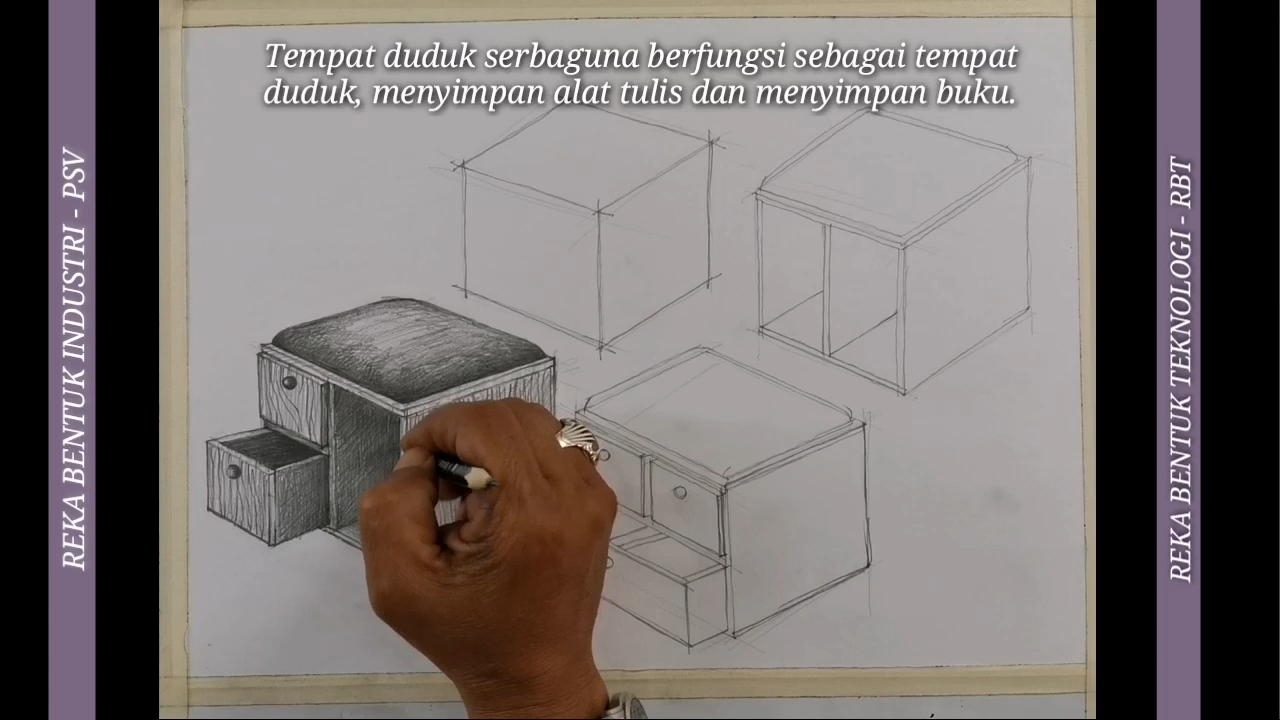 Tempat duduk serbaguna berfungsi sebagai tempat
duduk, menyimpan alat tulis dan menyimpan buku.
REKA BENTUK INDUSTRI - PSV
REKA BENTUK TEKNOLOGI - RBT